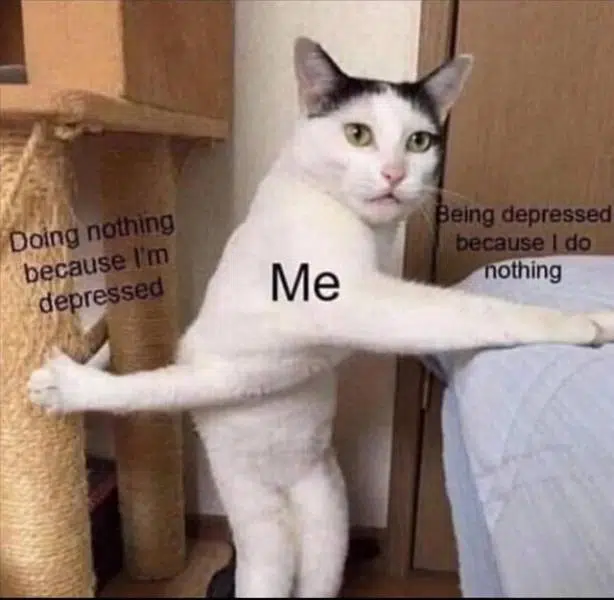 Doing nothing
because I'm
depressed
Me
Being depressed
because I do
nothing